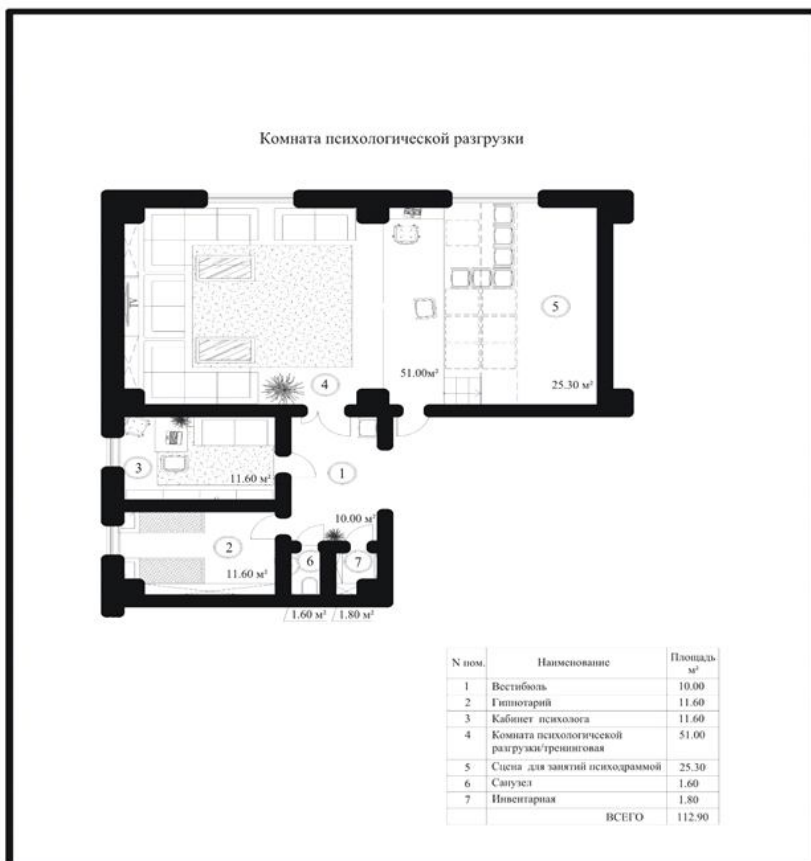 Комната психологической разгрузки
TV
5
51.00м²
4
25.30 м²
3
1
11.60 м²
10.00 м²
2
6
7
11.60 м²
1.60 м²
1.80 м²
N пом.
Наименование
Площадь
м²
1 Вестибюль 10.00
2 Гипнотарий 11.60
3 Кабинет психолога 11.60
4 Комната психологичсекой 51.00
разгрузки/тренинговая
5 Сцена для занятий психодраммой 25.30
6 Санузел 1.60
7 Инвентарная 1.80
ВСЕГО 112.90